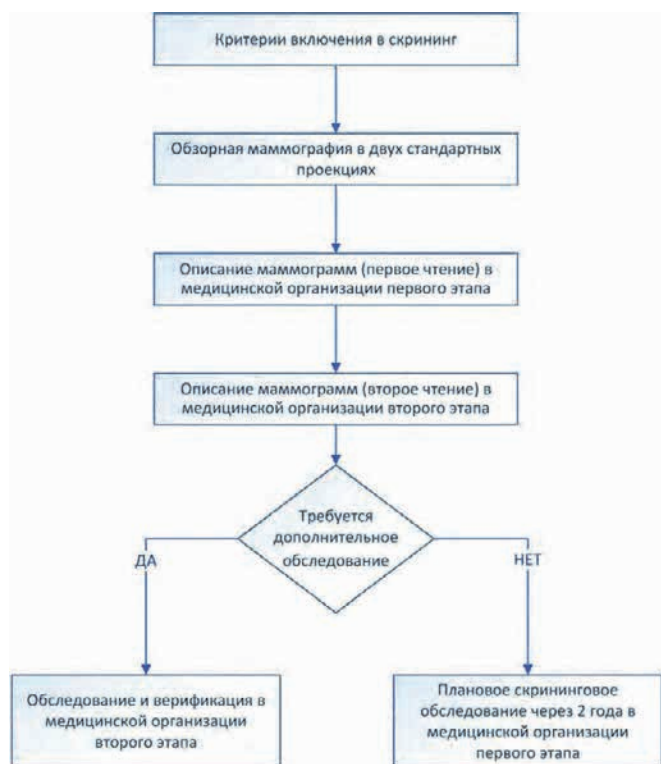 Критерии включения в скрининг
Обзорная маммография в двух стандартных
проекциях
Описание маммограмм (первое чтение) в
медицинской организации первого этапа
Описание маммограмм (второе чтение) в
медицинской организации второго этапа
Требуется
дополнительное
обследование
ДА
НЕТ
Обследование и верификация в
медицинской организации
второго этапа
Плановое скрининговое
обследование через 2 года в
медицинской организации
первого этапа